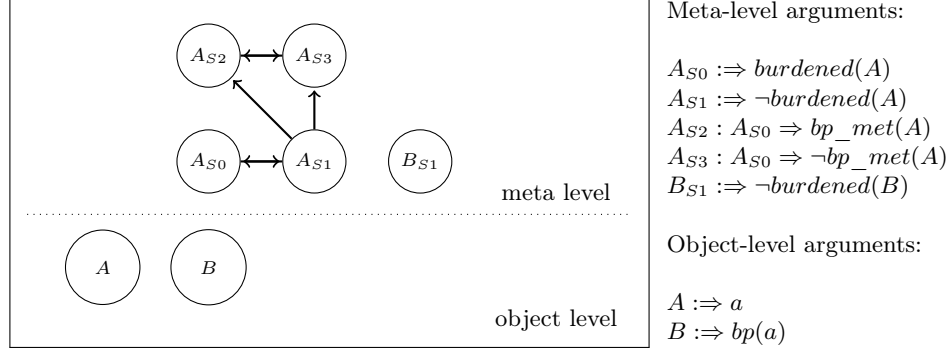 A_{S2} A_{S3}
A_{S0} A_{S1} B_{S1}
meta level
A B
object level
Meta-level arguments:
A_{S0} :⇒ burdened(A)
A_{S1} :⇒ ¬burdened(A)
A_{S2} : A_{S0} ⇒ bp_met(A)
A_{S3} : A_{S0} ⇒ ¬bp_met(A)
B_{S1} :⇒ ¬burdened(B)
Object-level arguments:
A :⇒ a
B :⇒ bp(a)